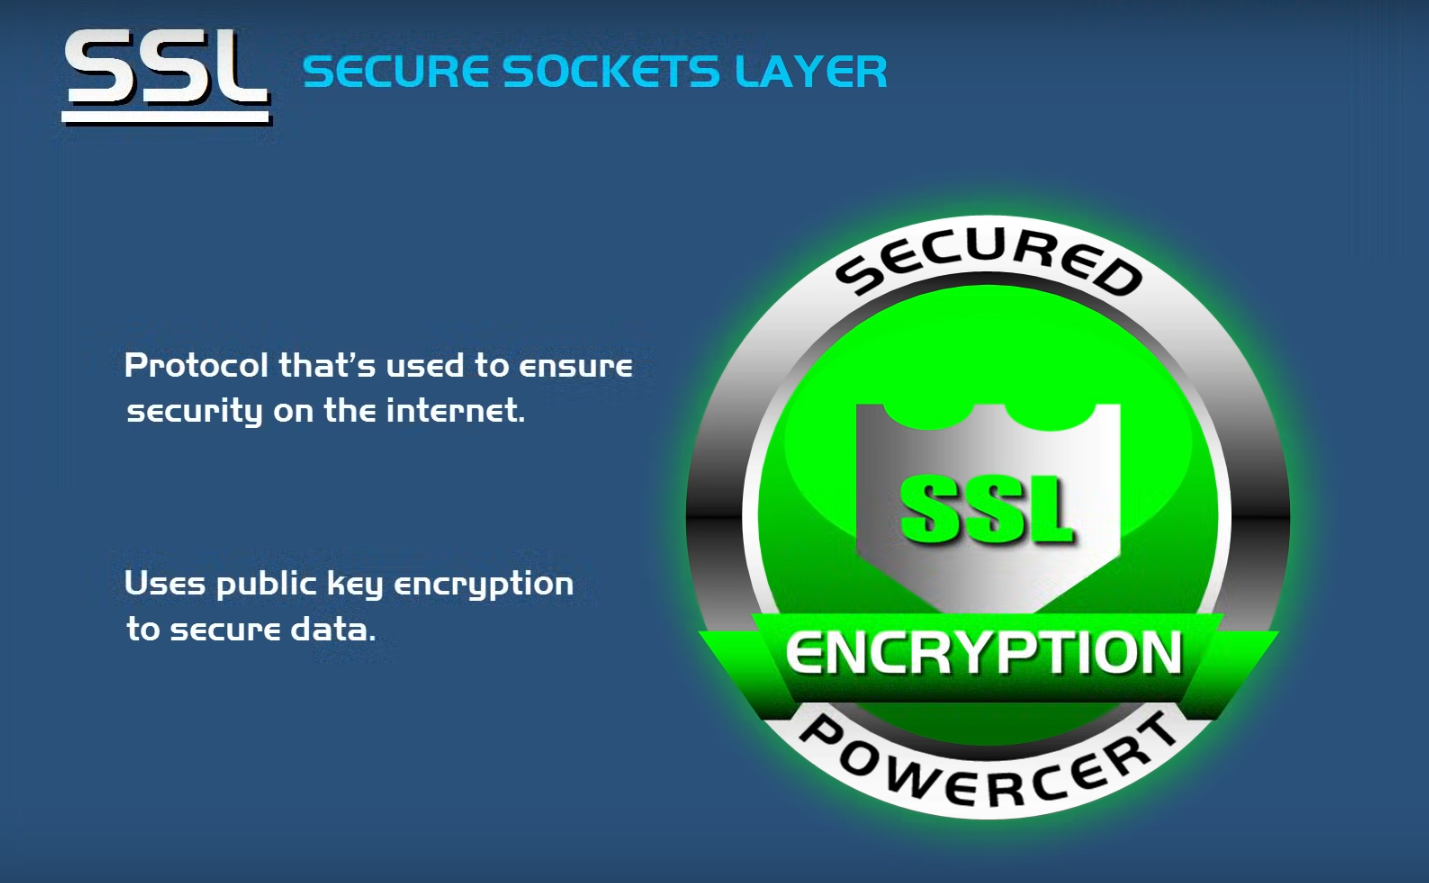 SSL
SECURE SOCKETS LAYER
Protocol that's used to ensure
security on the internet.
Uses public key encryption
to secure data.
SECURED
SSL
ENCRYPTION
POWERCERT